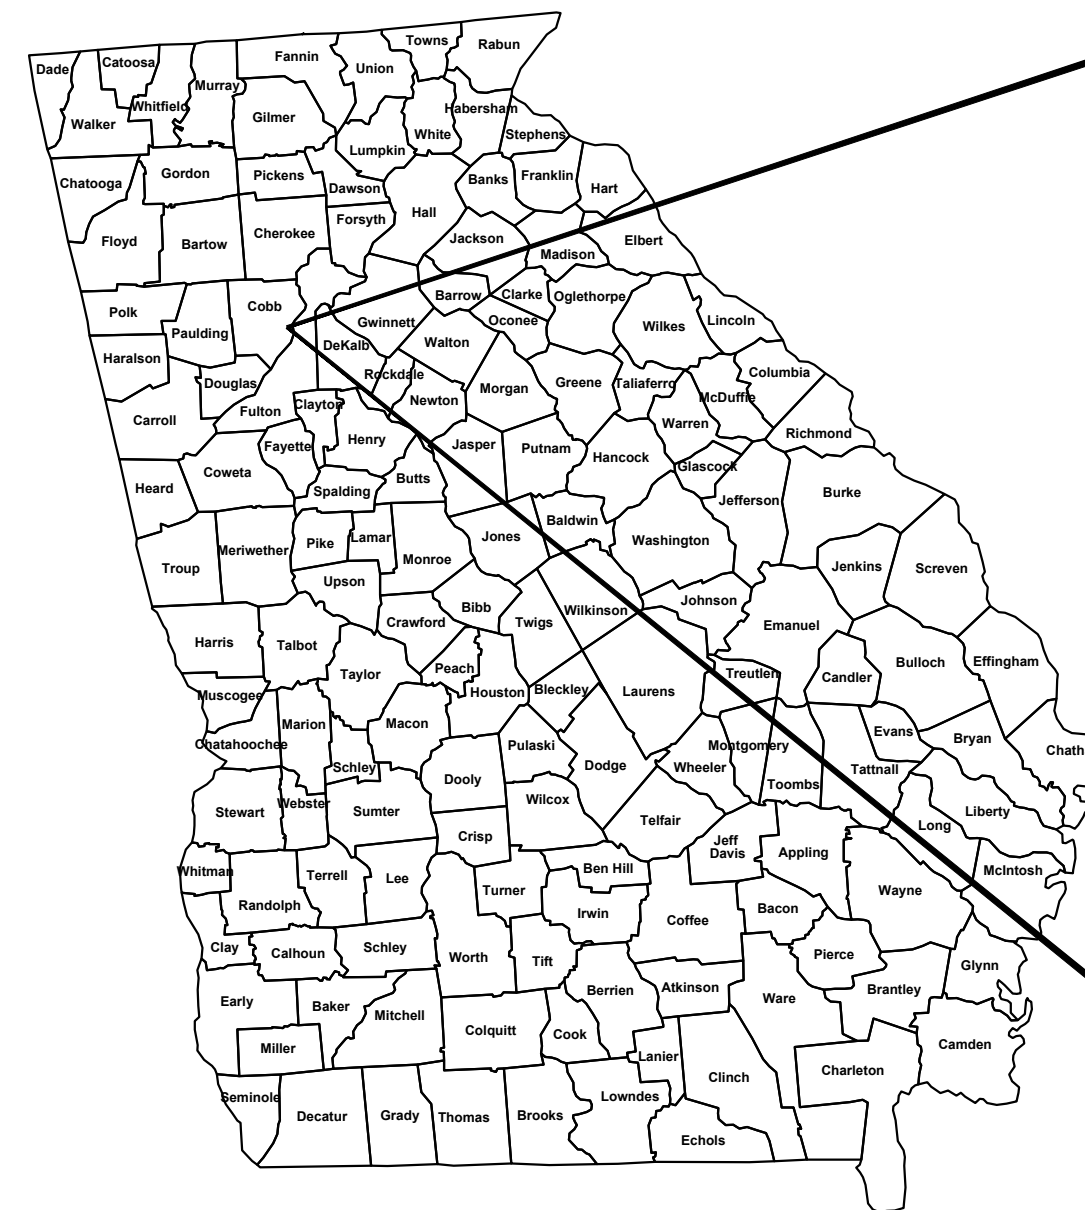 Towns
Rabun
Fannin
Union
Dade
Catoosa
Murray
Whitfield
Habersham
Walker
Gilmer
White
Stephens
Lumpkin
Chatooga
Gordon
Pickens
Dawson
Banks
Franklin
Hart
Hall
Forsyth
Floyd
Bartow
Cherokee
Jackson
Madison
Elbert
Barrow
Clarke
Oglethorpe
Polk
Cobb
Paulding
Gwinnett
Oconee
Wilkes
Lincoln
DeKalb
Walton
Haralson
Douglas
Rockdale
Newton
Morgan
Greene
Taliaferro
Columbia
McDuffie
Carroll
Fulton
Clayton
Warren
Richmond
Henry
Fayette
Jasper
Putnam
Hancock
Glascock
Coweta
Heard
Spalding
Butts
Jefferson
Burke
Baldwin
Meriwether
Pike
Lamar
Jones
Washington
Troup
Monroe
Jenkins
Screven
Upson
Bibb
Wilkinson
Johnson
Harris
Talbot
Crawford
Twigs
Emanuel
Taylor
Peach
Treutlen
Candler
Bulloch
Effingham
Muscogee
Houston
Bleckley
Laurens
Marion
Macon
Chatahoochee
Pulaski
Montgomery
Evans
Bryan
Chath
Schley
Dooly
Dodge
Wheeler
Toombs
Tattnall
Stewart
Webster
Sumter
Wilcox
Telfair
Long
Liberty
Crisp
Jeff
Davis
Appling
Whitman
Terrell
Lee
Ben Hill
McIntosh
Randolph
Turner
Irwin
Coffee
Bacon
Wayne
Clay
Calhoun
Schley
Worth
Tift
Pierce
Glynn
Early
Baker
Mitchell
Berrien
Atkinson
Ware
Brantley
Miller
Colquitt
Cook
Lanier
Camden
Seminole
Decatur
Grady
Thomas
Brooks
Lowndes
Clinch
Charleton
Echols